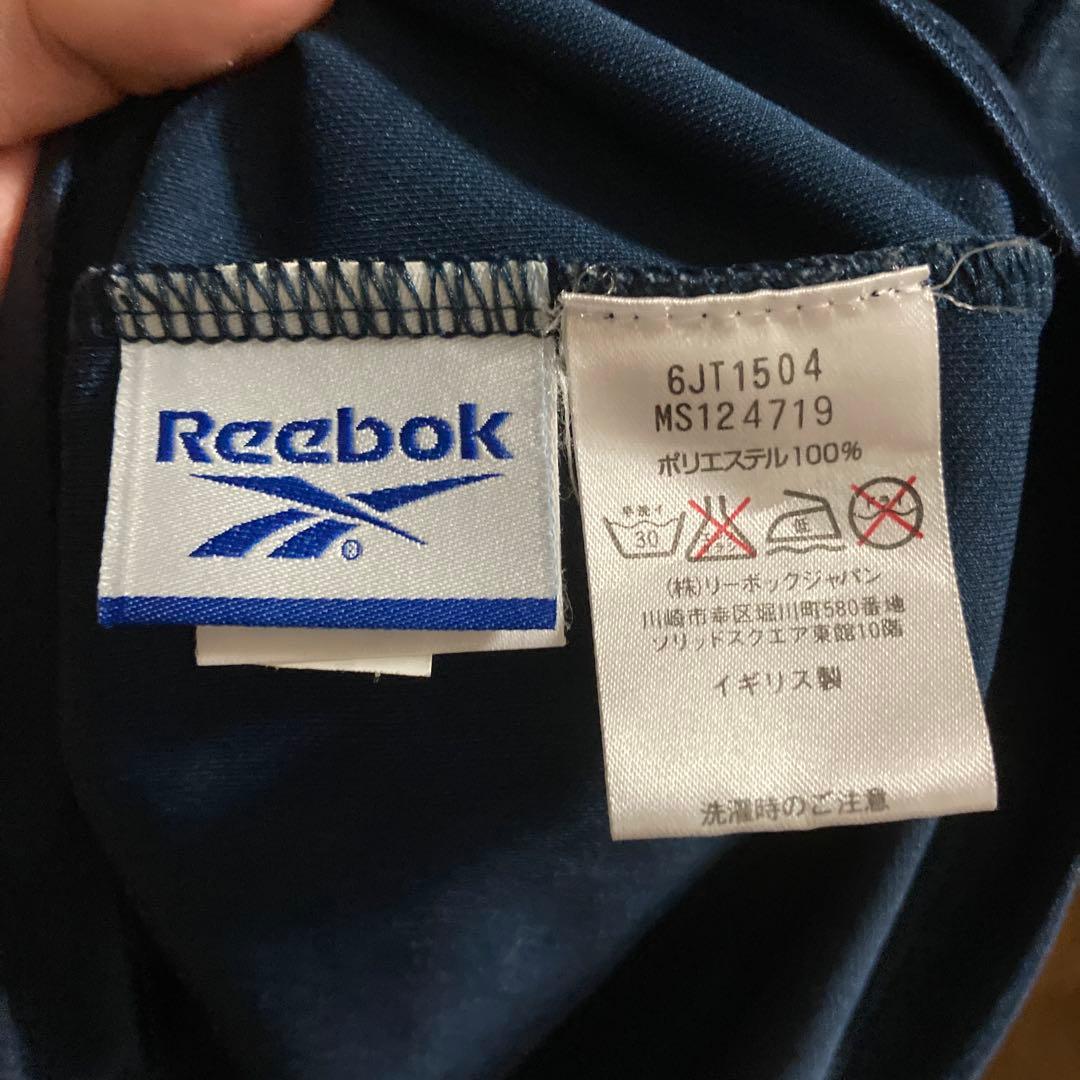 Reebok
®
6JT1504
MS124719
ポリエステル100%
30
低
(株)リーボックジャパン
川崎市幸区堀川町580番地
ソリッドスクエア東館10階
イギリス製
洗濯時のご注意